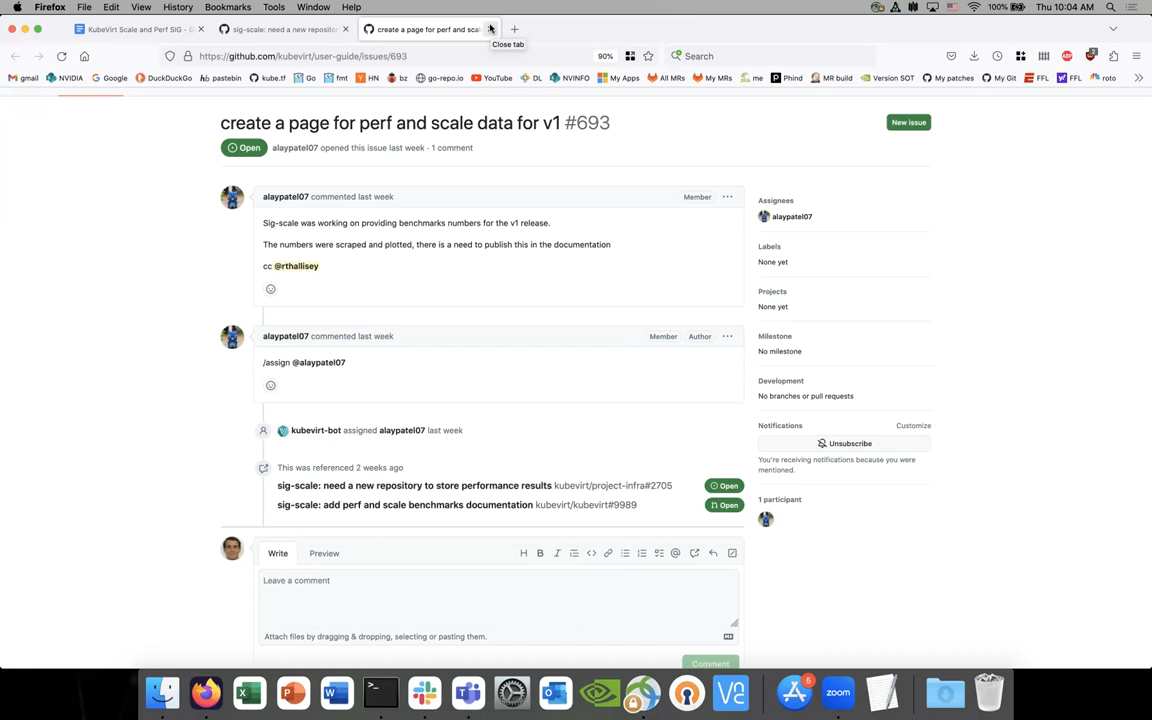 Firefox File Edit View History Bookmarks Tools Window Help 100% Thu 10:04 AM
KubeVirt Scale and Perf SIG - G
sig-scale: need a new repositor
create a page for perf and scal
Close tab
https://github.com/kubevirt/user-guide/issues/693 90% Search
gmail NVIDIA Google DuckDuckGo pastebin kube.tf Go fmt HN bz go-repo.io YouTube DL NVINFO My Apps All MRs My MRs me Phind MR build Version SOT My patches My Git FFL FFL roto
create a page for perf and scale data for v1 #693
New issue
Open alaypatel07 opened this issue last week · 1 comment
alaypatel07 commented last week Member
Sig-scale was working on providing benchmarks numbers for the v1 release.
The numbers were scraped and plotted, there is a need to publish this in the documentation
cc @rthallisey
alaypatel07 commented last week Member Author
/assign @alaypatel07
kubevirt-bot assigned alaypatel07 last week
This was referenced 2 weeks ago
sig-scale: need a new repository to store performance results kubevirt/project-infra#2705 Open
sig-scale: add perf and scale benchmarks documentation kubevirt/kubevirt#9989 Open
Write Preview
Leave a comment
Attach files by dragging & dropping, selecting or pasting them.
Comment
Assignees
alaypatel07
Labels
None yet
Projects
None yet
Milestone
No milestone
Development
No branches or pull requests
Notifications Customize
Unsubscribe
You're receiving notifications because you were
mentioned.
1 participant
5
zoom